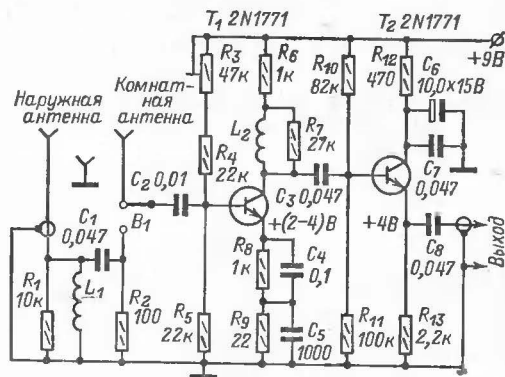 T1 2N1771
T2 2N1771
+9В
R3
47к
R6
1к
R10
82к
R12
470
C6
10,0×15В
Наружная
антенна
Комнат-
ная
антенна
L2
R7
27к
R4
22к
C2 0,01
C3
0,047
C7
0,047
C1
0,047
B1
+(2-4)В
+4В
C8
0,047
Выход
R1
10к
L1
R2
100
R5
22к
R8
1к
C4
0,1
R9
22
C5
1000
R11
100к
R13
2,2к